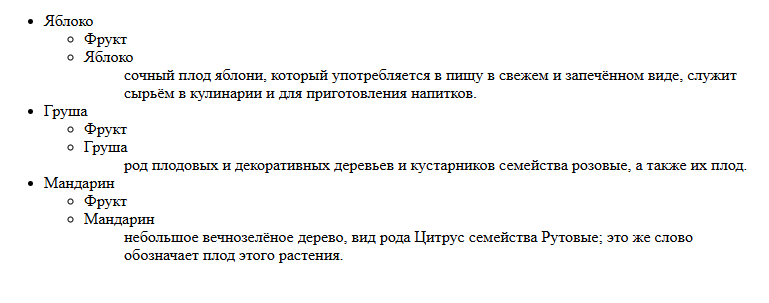 Яблоко
Фрукт
Яблоко
сочный плод яблони, который употребляется в пищу в свежем и запечённом виде, служит
сырьём в кулинарии и для приготовления напитков.
Груша
Фрукт
Груша
род плодовых и декоративных деревьев и кустарников семейства розовые, а также их плод.
Мандарин
Фрукт
Мандарин
небольшое вечнозелёное дерево, вид рода Цитрус семейства Рутовые; это же слово
обозначает плод этого растения.